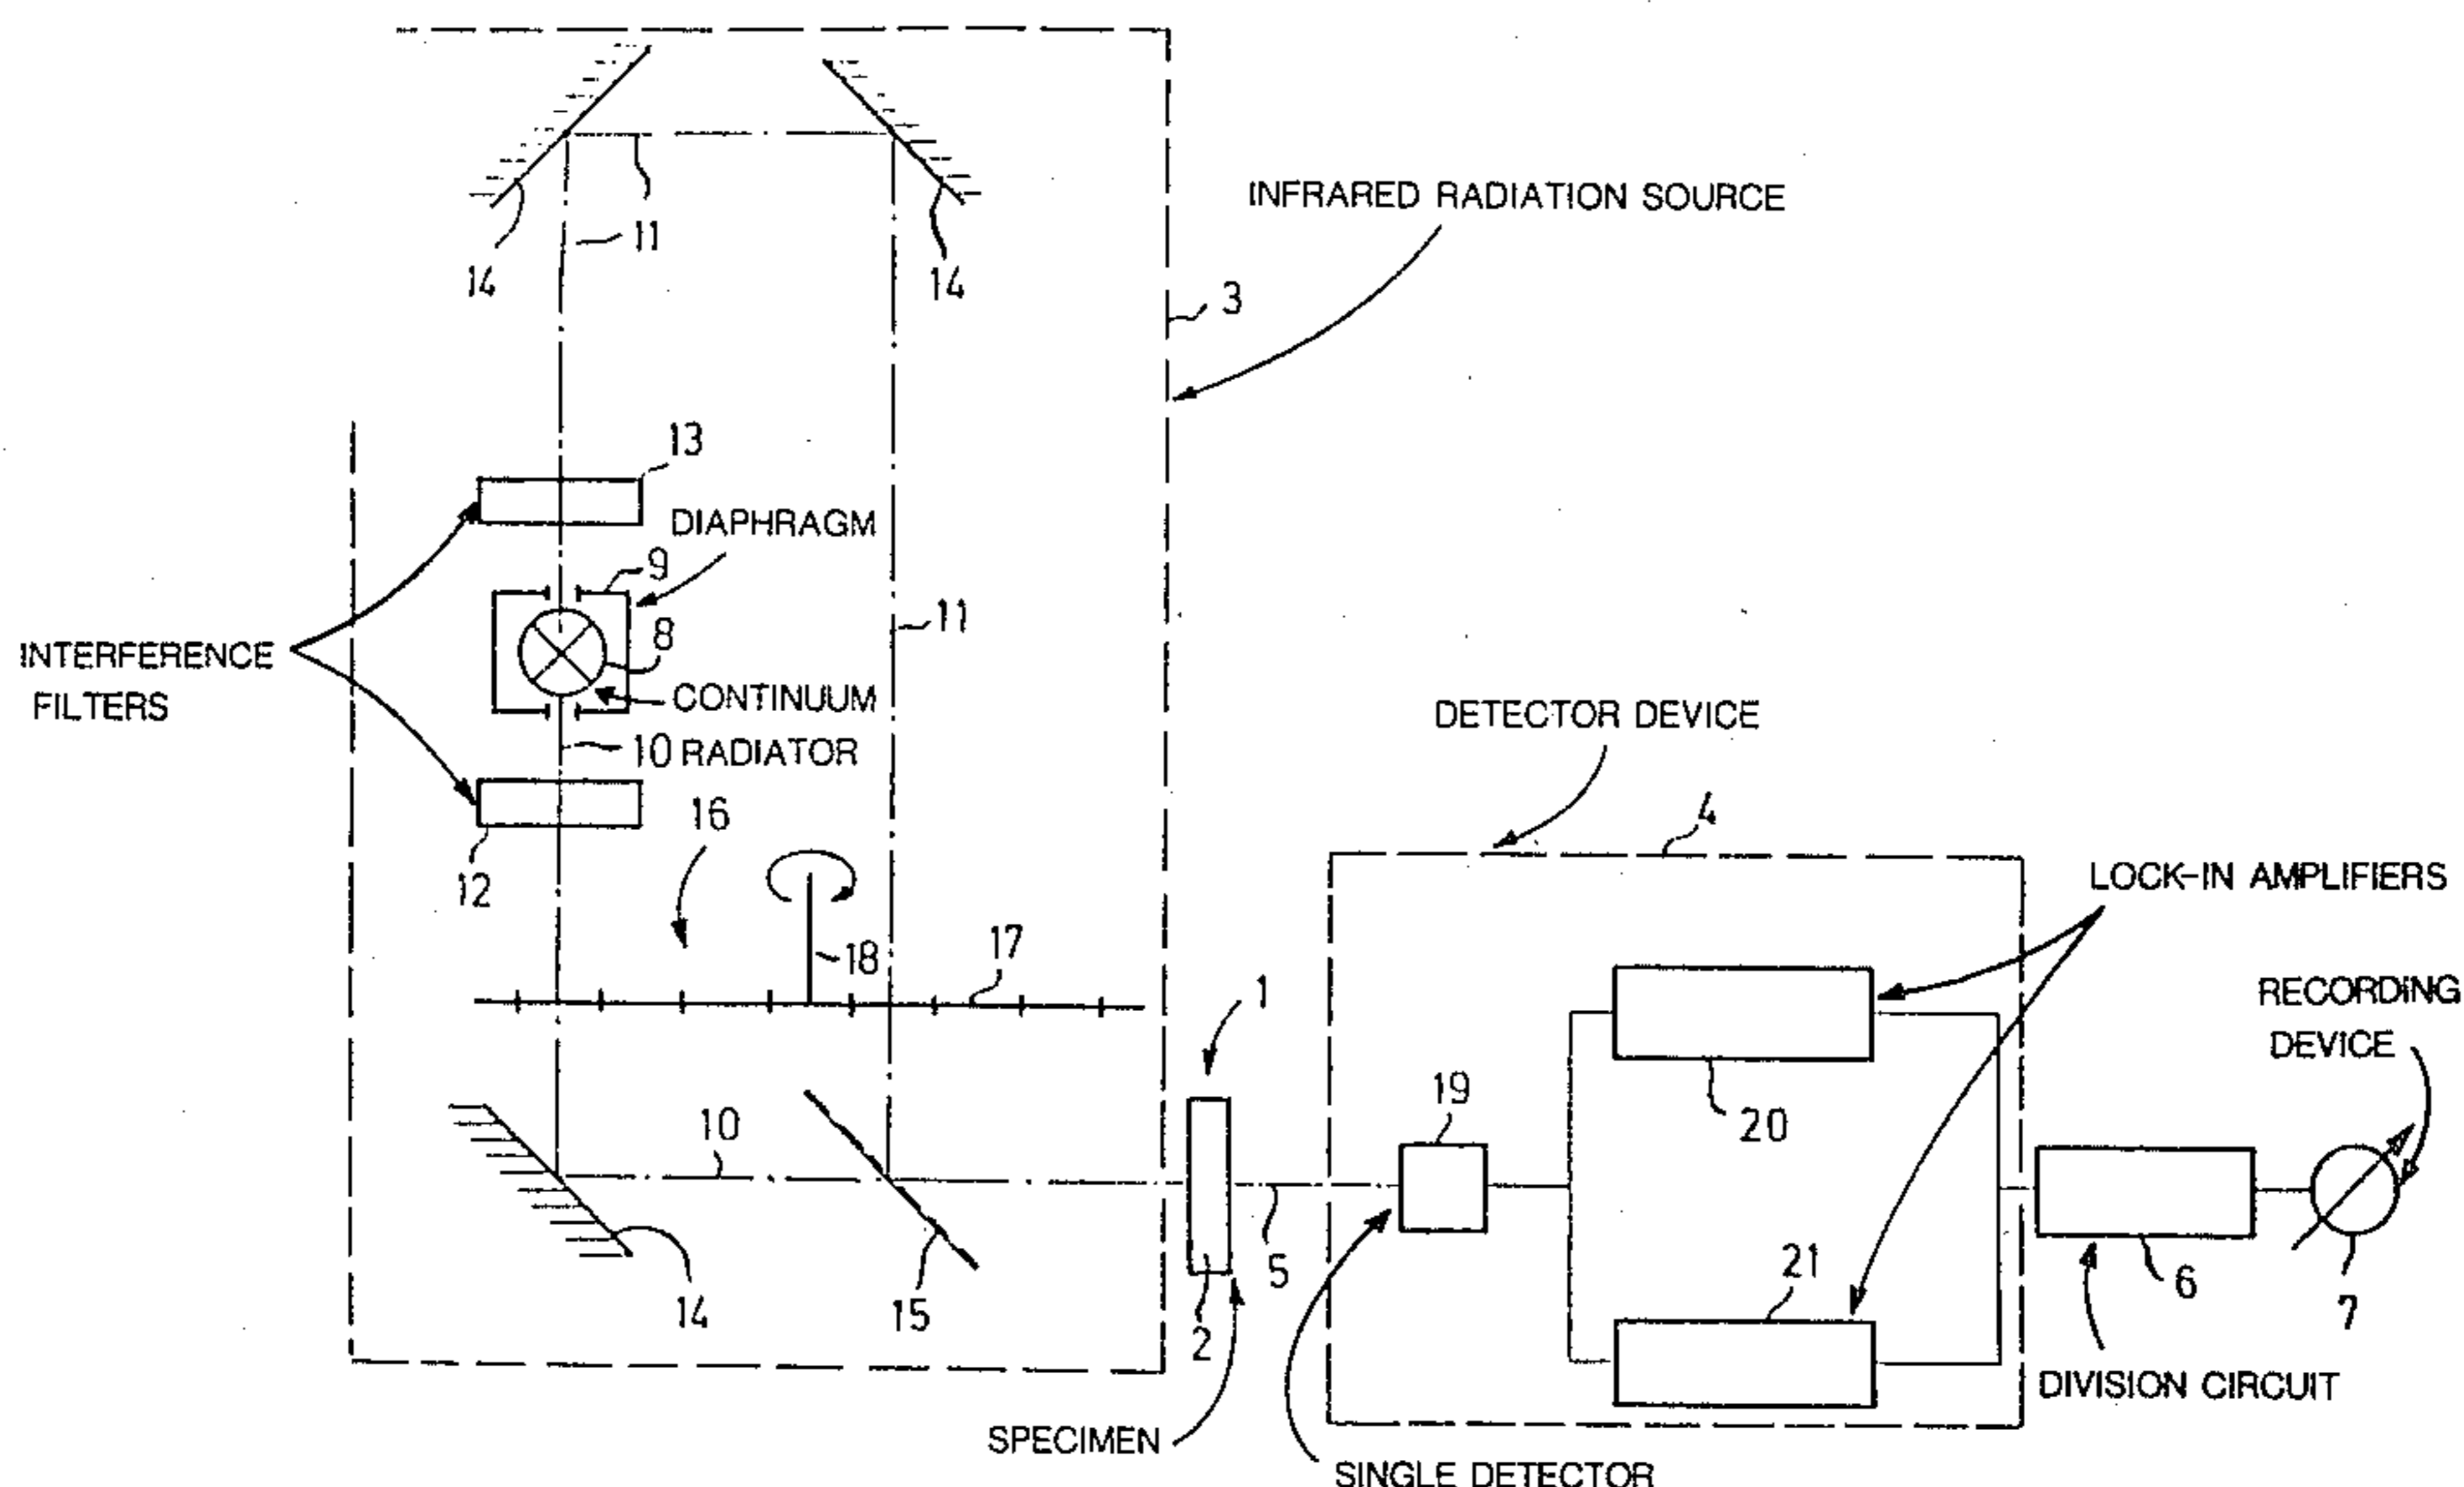 14
11
14
INFRARED RADIATION SOURCE
3
13
DIAPHRAGM
9
11
8
INTERFERENCE
FILTERS
CONTINUUM
10 RADIATOR
DETECTOR DEVICE
16
4
12
LOCK-IN AMPLIFIERS
18
17
1
RECORDING
DEVICE
19
20
10
21
5
6
14
15
2
7
DIVISION CIRCUIT
SPECIMEN
SINGLE DETECTOR